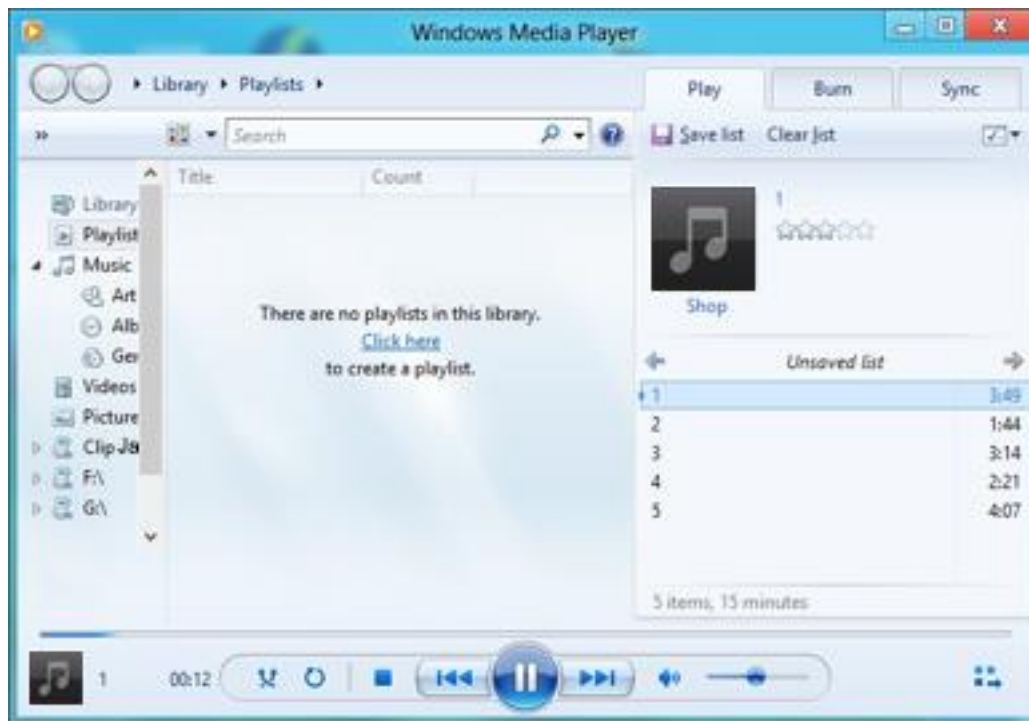 Windows Media Player
Library Playlists
Play Burn Sync
Search
Save list Clear list
Title Count
Library
Playlist
Music
Art
Alb
Ger
Videos
Picture
Clip Ja
F:\
G:\
There are no playlists in this library.
Click here
to create a playlist.
1
Shop
Unsaved list
1 3:49
2 1:44
3 3:14
4 2:21
5 4:07
5 items, 15 minutes
1 00:12